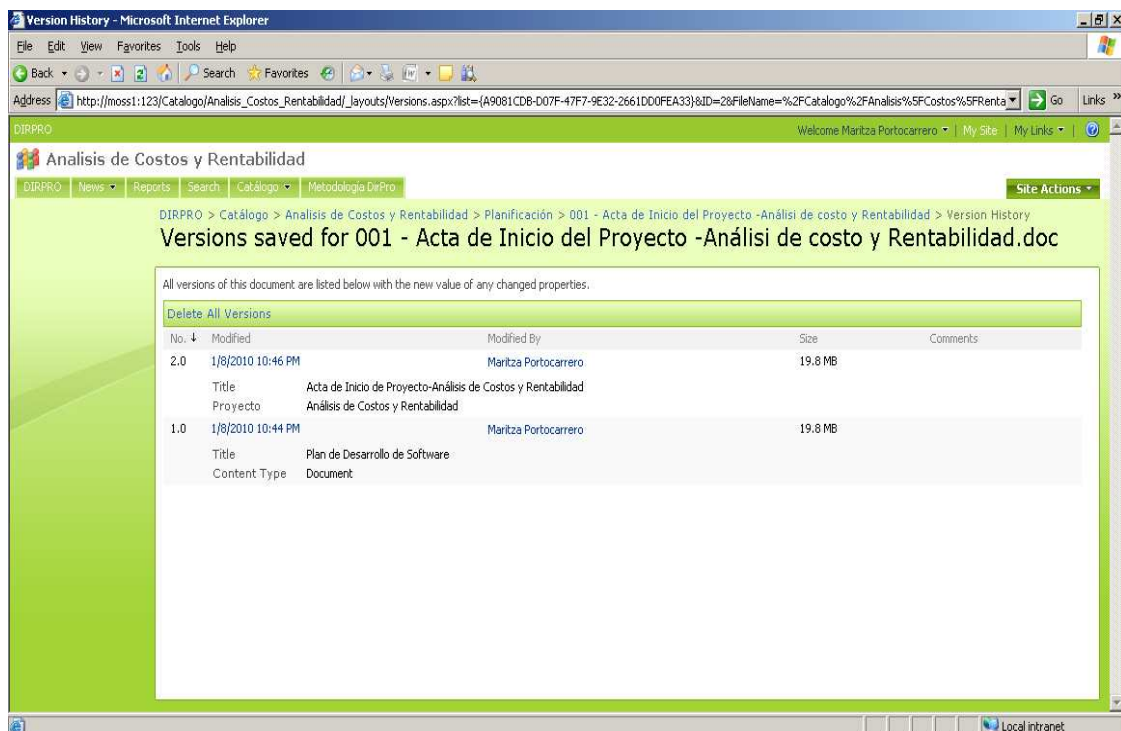 Version History - Microsoft Internet Explorer
File Edit View Favorites Tools Help
Back Search Favorites
Address http://moss1:123/Catalogo/Analisis_Costos_Rentabilidad/_layouts/Versions.aspx?list={A9081CDB-D07F-47F7-9E32-2661DD0FEA33}&ID=2&FileName=%2FCatalogo%2FAnalisis%5FCostos%5FRenta Go Links »
DIRPRO Welcome Maritza Portocarrero | My Site | My Links |
Analisis de Costos y Rentabilidad
DIRPRO News Reports Search Catálogo Metodología DirPro Site Actions
DIRPRO > Catálogo > Analisis de Costos y Rentabilidad > Planificación > 001 - Acta de Inicio del Proyecto -Análisi de costo y Rentabilidad > Version History
Versions saved for 001 - Acta de Inicio del Proyecto -Análisi de costo y Rentabilidad.doc
All versions of this document are listed below with the new value of any changed properties.
Delete All Versions
No. ↓ Modified Modified By Size Comments
2.0 1/8/2010 10:46 PM Maritza Portocarrero 19.8 MB
Title Acta de Inicio de Proyecto-Análisis de Costos y Rentabilidad
Proyecto Análisis de Costos y Rentabilidad
1.0 1/8/2010 10:44 PM Maritza Portocarrero 19.8 MB
Title Plan de Desarrollo de Software
Content Type Document
Local intranet